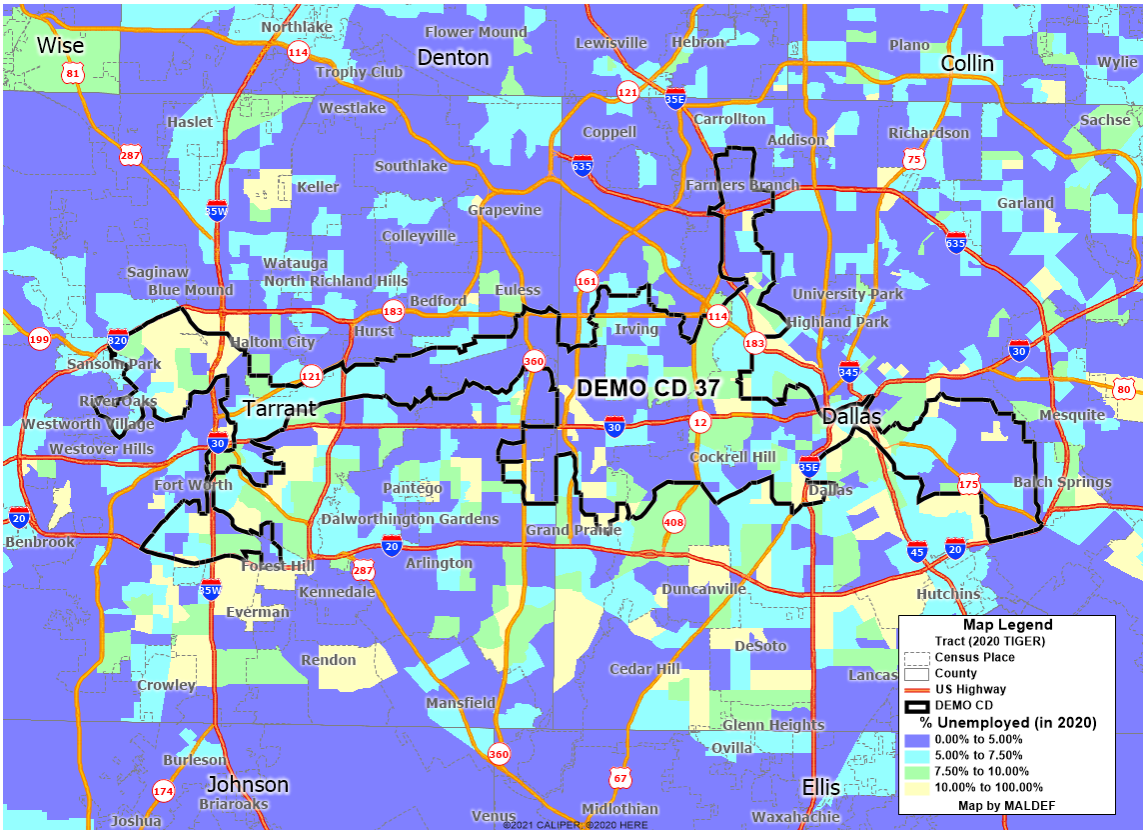 Northlake
Flower Mound
Lewisville
Hebron
Plano
Wise
114
Denton
Collin
Wylie
81
Trophy Club
121
35E
Westlake
Haslet
Coppell
Carrollton
Addison
Richardson
Sachse
287
Southlake
635
75
Keller
Farmers Branch
35W
Grapevine
Garland
Colleyville
635
Watauga
Saginaw
North Richland Hills
161
Blue Mound
Bedford
Euless
University Park
183
114
Irving
Highland Park
199
820
Haltom City
Hurst
183
30
Sansom Park
360
345
121
DEMO CD 37
80
River Oaks
Tarrant
Dallas
Mesquite
Westworth Village
30
12
30
Westover Hills
Cockrell Hill
35E
Fort Worth
Pantego
Dallas
175
Balch Springs
20
Dalworthington Gardens
408
Grand Prairie
Benbrook
20
45
20
Forest Hill
287
Arlington
35W
Kennedale
Duncanville
Hutchins
Everman
DeSoto
Rendon
Cedar Hill
Lancas
Crowley
Mansfield
Glenn Heights
Ovilla
360
Burleson
67
Johnson
Ellis
174
Briaroaks
Midlothian
Joshua
Venus
Waxahachie
©2021 CALIPER; ©2020 HERE
Map Legend
Tract (2020 TIGER)
Census Place
County
US Highway
DEMO CD
% Unemployed (in 2020)
0.00% to 5.00%
5.00% to 7.50%
7.50% to 10.00%
10.00% to 100.00%
Map by MALDEF